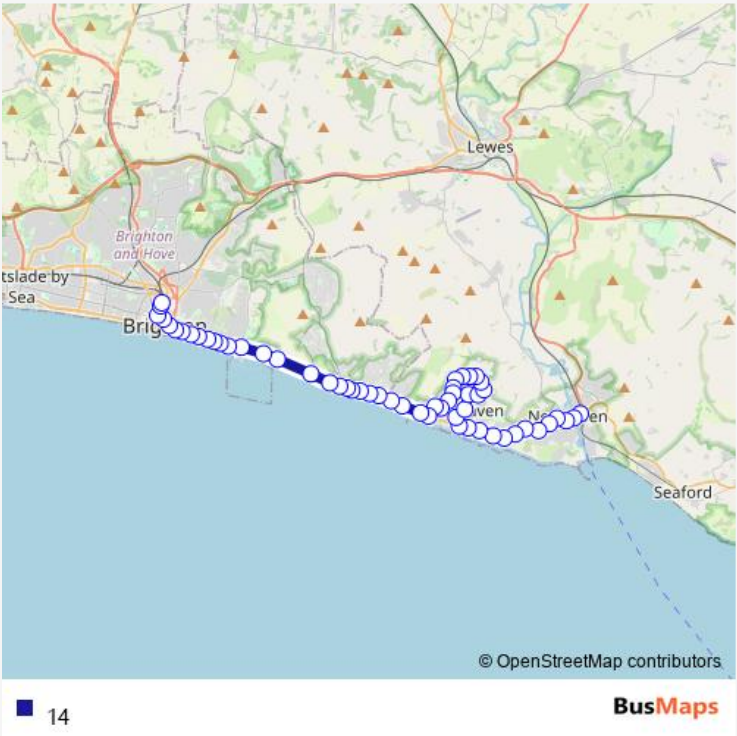 Lewes
Brighton
and Hove
tslade by
Sea
Seaford
© OpenStreetMap contributors
14
BusMaps